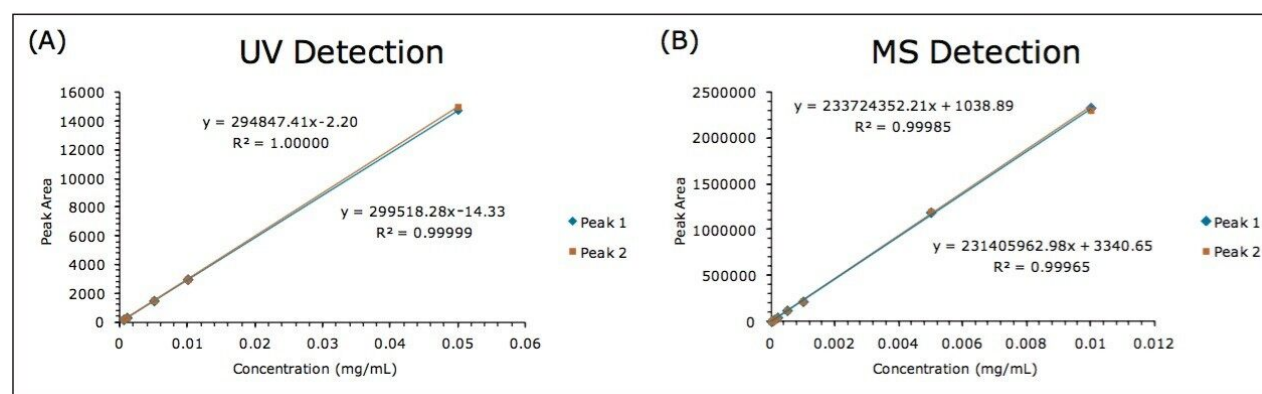 (A)
UV Detection
16000
14000
12000
10000
8000
6000
4000
2000
0
Peak Area
y = 294847.41x-2.20
R² = 1.00000
y = 299518.28x-14.33
R² = 0.99999
Peak 1
Peak 2
0 0.01 0.02 0.03 0.04 0.05 0.06
Concentration (mg/mL)
(B)
MS Detection
2500000
2000000
1500000
1000000
500000
0
Peak Area
y = 233724352.21x + 1038.89
R² = 0.99985
y = 231405962.98x + 3340.65
R² = 0.99965
Peak 1
Peak 2
0 0.002 0.004 0.006 0.008 0.01 0.012
Concentration (mg/mL)